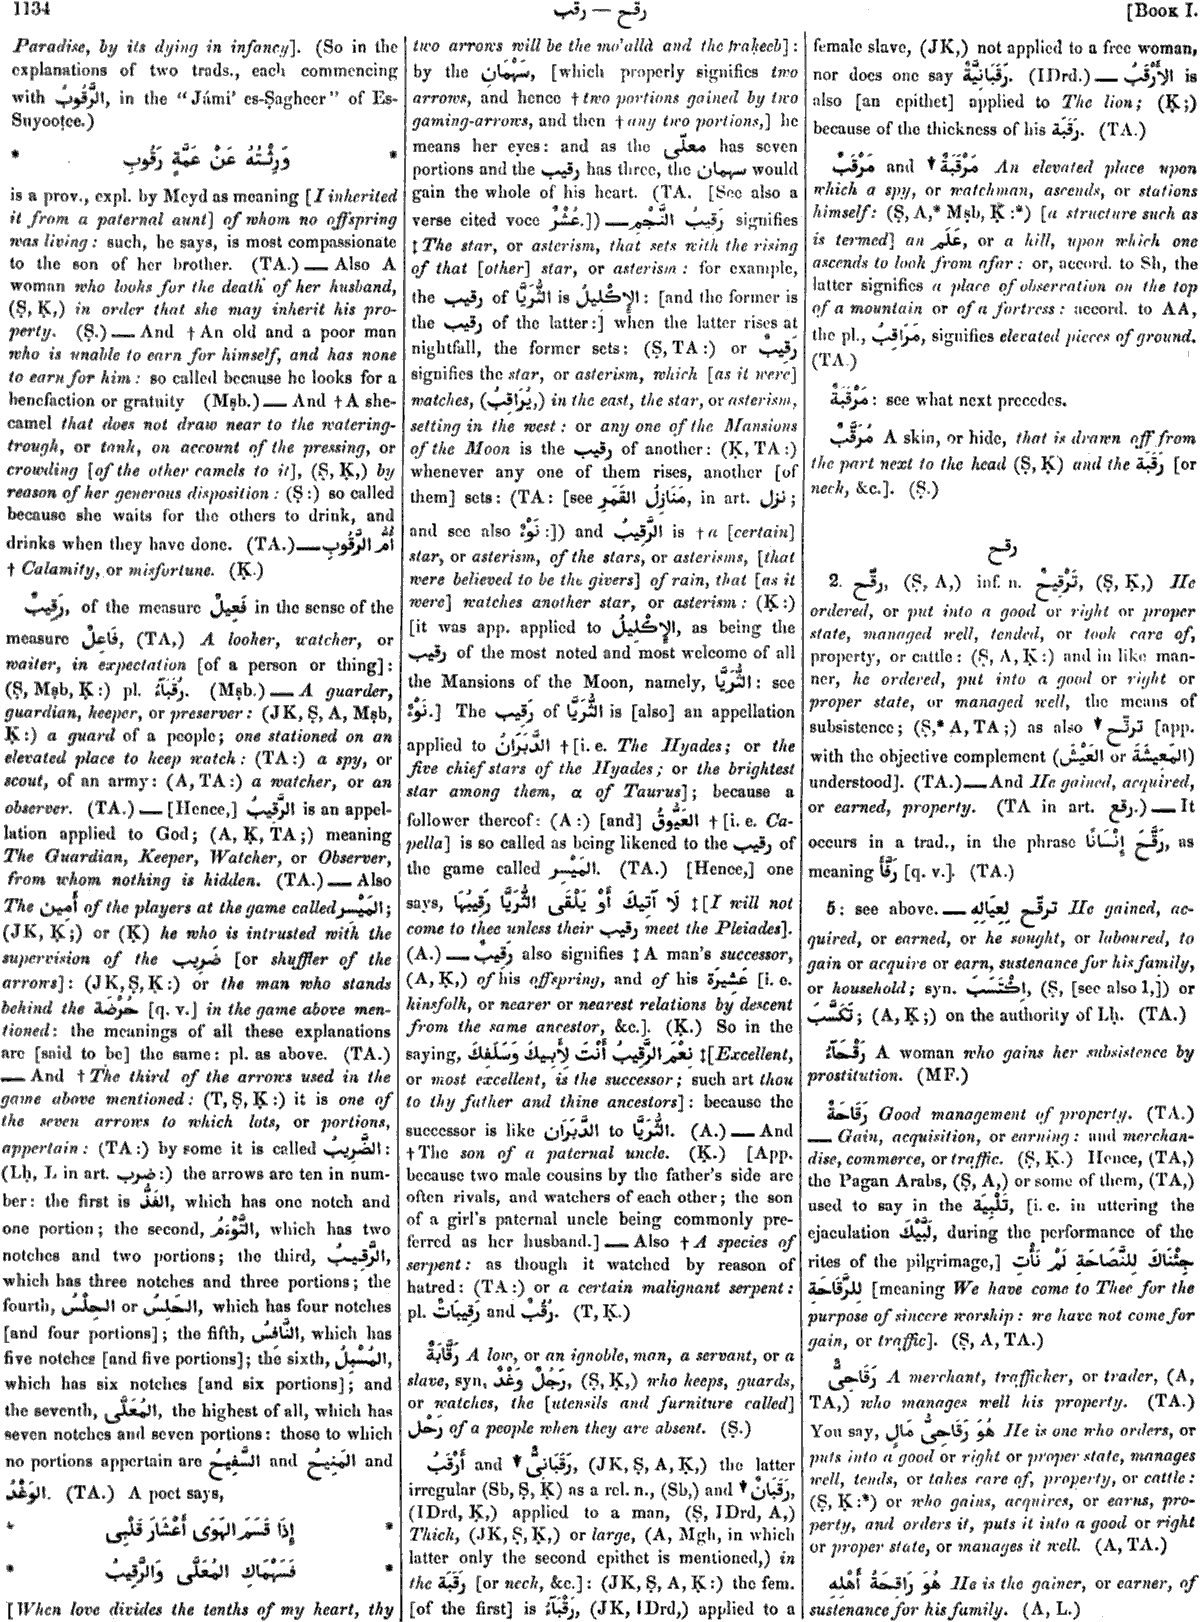 1134
رقب — رقح
[Book I.
Paradise, by its dying in infancy]. (So in the
explanations of two trads., each commencing
with الرَّقُوبُ, in the "Jámi' es-Ṣagheer" of Es-
Suyooṭee.)
* وَرِثْتُهُ عَنْ عَمَّةٍ رَقُوبِ *
is a prov., expl. by Meyd as meaning [I inherited
it from a paternal aunt] of whom no offspring
was living: such, he says, is most compassionate
to the son of her brother. (TA.) — Also A
woman who looks for the death of her husband,
(Ṣ, Ḳ,) in order that she may inherit his pro-
perty. (Ṣ.) — And † An old and a poor man
who is unable to earn for himself, and has none
to earn for him: so called because he looks for a
benefaction or gratuity (Mṣb.) — And † A she-
camel that does not draw near to the watering-
trough, or tank, on account of the pressing, or
crowding [of the other camels to it], (Ṣ, Ḳ,) by
reason of her generous disposition: (Ṣ:) so called
because she waits for the others to drink, and
drinks when they have done. (TA.) — أُمُّ الرَّقُوبِ
† Calamity, or misfortune. (Ḳ.)
رَقِيبٌ, of the measure فَعِيلٌ in the sense of the
measure فَاعِلٌ, (TA,) A looker, watcher, or
waiter, in expectation [of a person or thing]:
(Ṣ, Mṣb, Ḳ:) pl. رُقَبَآءُ. (Mṣb.) — A guarder,
guardian, keeper, or preserver: (JK, Ṣ, A, Mṣb,
Ḳ:) a guard of a people; one stationed on an
elevated place to keep watch: (TA:) a spy, or
scout, of an army: (A, TA:) a watcher, or an
observer. (TA.) — [Hence,] الرَّقِيبُ is an appel-
lation applied to God; (A, Ḳ, TA;) meaning
The Guardian, Keeper, Watcher, or Observer,
from whom nothing is hidden. (TA.) — Also
The أَمِين of the players at the game called المَيْسِر;
(JK, Ḳ;) or (Ḳ) he who is intrusted with the
supervision of the ضَرِيب [or shuffler of the
arrows]: (JK, Ṣ, Ḳ:) or the man who stands
behind the حُرْضَة [q. v.] in the game above men-
tioned: the meanings of all these explanations
are [said to be] the same: pl. as above. (TA.)
— And † The third of the arrows used in the
game above mentioned: (T, Ṣ, Ḳ:) it is one of
the seven arrows to which lots, or portions,
appertain: (TA:) by some it is called الضَّرِيبُ:
(Lḥ, L in art. ضرب:) the arrows are ten in num-
ber: the first is الفَذُّ, which has one notch and
one portion; the second, التَّوْءَمُ, which has two
notches and two portions; the third, الرَّقِيبُ,
which has three notches and three portions; the
fourth, الحِلْسُ or الحَلِسُ, which has four notches
[and four portions]; the fifth, النَّافِسُ, which has
five notches [and five portions]; the sixth, المُسْبِلُ,
which has six notches [and six portions]; and
the seventh, المُعَلَّى, the highest of all, which has
seven notches and seven portions: those to which
no portions appertain are السَّفِيحُ and المَنِيحُ and
الوَغْدُ. (TA.) A poet says,
* إِذَا قَسَمَ الهَوَى أَعْشَارَ قَلْبِى *
* فَسَهْمَاكِ المُعَلَّى وَالرَّقِيبُ *
[When love divides the tenths of my heart, thy
two arrows will be the mo'allà and the raḳeeb]:
by the سَهْمَانِ, [which properly signifies two
arrows, and hence † two portions gained by two
gaming-arrows, and then † any two portions,] he
means her eyes: and as the معلّى has seven
portions and the رقيب has three, the سهمان would
gain the whole of his heart. (TA. [See also a
verse cited voce عُشْرٌ.]) — رَقِيبُ النَّجْمِ signifies
‡ The star, or asterism, that sets with the rising
of that [other] star, or asterism: for example,
the رقيب of الثُّرَيَّا is الإِكْلِيلُ: [and the former is
the رقيب of the latter:] when the latter rises at
nightfall, the former sets: (Ṣ, TA:) or رَقِيبٌ
signifies the star, or asterism, which [as it were]
watches, (يُرَاقِبُ,) in the east, the star, or asterism,
setting in the west: or any one of the Mansions
of the Moon is the رقيب of another: (Ḳ, TA:)
whenever any one of them rises, another [of
them] sets: (TA: [see مَنَازِلُ القَمَرِ, in art. نزل;
and see also نَوْءٌ:]) and الرَّقِيبُ is † a [certain]
star, or asterism, of the stars, or asterisms, [that
were believed to be the givers] of rain, that [as it
were] watches another star, or asterism: (Ḳ:)
[it was app. applied to الإِكْلِيلُ, as being the
رقيب of the most noted and most welcome of all
the Mansions of the Moon, namely, الثُّرَيَّا: see
نَوْءٌ.] The رَقِيب of الثُّرَيَّا is [also] an appellation
applied to الدَّبَرَانُ † [i. e. The Hyades; or the
five chief stars of the Hyades; or the brightest
star among them, α of Taurus]; because a
follower thereof: (A:) [and] العَيُّوقُ † [i. e. Ca-
pella] is so called as being likened to the رقيب of
the game called المَيْسِر. (TA.) [Hence,] one
says, لَا آتِيكَ أَوْ يَلْقَى الثُّرَيَّا رَقِيبُهَا ‡ [I will not
come to thee unless their رقيب meet the Pleiades].
(A.) — رَقِيبٌ also signifies ‡ A man's successor,
(A, Ḳ,) of his offspring, and of his عَشِيرَة [i. e.
kinsfolk, or nearer or nearest relations by descent
from the same ancestor, &c.]. (Ḳ.) So in the
saying, نِعْمَ الرَّقِيبُ أَنْتَ لِأَبِيكَ وَسَلَفِكَ ‡ [Excellent,
or most excellent, is the successor; such art thou
to thy father and thine ancestors]: because the
successor is like الدَّبَرَان to الثُّرَيَّا. (A.) — And
† The son of a paternal uncle. (Ḳ.) [App.
because two male cousins by the father's side are
often rivals, and watchers of each other; the son
of a girl's paternal uncle being commonly pre-
ferred as her husband.] — Also † A species of
serpent: as though it watched by reason of
hatred: (TA:) or a certain malignant serpent:
pl. رَقِيبَاتٌ and رُقُبٌ. (T, Ḳ.)
رَقَّابَةٌ A low, or an ignoble, man, a servant, or a
slave, syn. رَجُلٌ وَغْدٌ, (Ṣ, Ḳ,) who keeps, guards,
or watches, the [utensils and furniture called]
رَحْل of a people when they are absent. (Ṣ.)
أَرْقَبُ and ▼ رَقَبَانِىٌّ, (JK, Ṣ, A, Ḳ,) the latter
irregular (Sb, Ṣ, Ḳ) as a rel. n., (Sb,) and ▼ رَقَبَانٌ,
(IDrd, Ḳ,) applied to a man, (Ṣ, IDrd, A,)
Thick, (JK, Ṣ, Ḳ,) or large, (A, Mgh, in which
latter only the second epithet is mentioned,) in
the رَقَبَة [or neck, &c.]: (JK, Ṣ, A, Ḳ:) the fem.
[of the first] is رَقْبَآءُ, (JK, IDrd,) applied to a
female slave, (JK,) not applied to a free woman,
nor does one say رَقَبَانِيَّةٌ. (IDrd.) — الأَرْقَبُ is
also [an epithet] applied to The lion; (Ḳ;)
because of the thickness of his رَقَبَة. (TA.)
مَرْقَبٌ and ▼ مَرْقَبَةٌ An elevated place upon
which a spy, or watchman, ascends, or stations
himself: (Ṣ, A,* Mṣb, Ḳ:*) [a structure such as
is termed] an عَلَم, or a hill, upon which one
ascends to look from afar: or, accord. to Sh, the
latter signifies a place of observation on the top
of a mountain or of a fortress: accord. to AA,
the pl., مَرَاقِبُ, signifies elevated pieces of ground.
(TA.)
مَرْقَبَةٌ: see what next precedes.
مُرَقَّبٌ A skin, or hide, that is drawn off from
the part next to the head (Ṣ, Ḳ) and the رَقَبَة [or
neck, &c.]. (Ṣ.)
رقح
2. رقّح, (Ṣ, A,) inf. n. تَرْقِيحٌ, (Ṣ, Ḳ,) He
ordered, or put into a good or right or proper
state, managed well, tended, or took care of,
property, or cattle: (Ṣ, A, Ḳ:) and in like man-
ner, he ordered, put into a good or right or
proper state, or managed well, the means of
subsistence; (Ṣ,* A, TA;) as also ▼ ترقّح [app.
with the objective complement (العَيْشَ or المَعِيشَةَ)
understood]. (TA.) — And He gained, acquired,
or earned, property. (TA in art. رقع.) — It
occurs in a trad., in the phrase رَقَّحَ إِنْسَانًا, as
meaning رَقَّأَ [q. v.]. (TA.)
5: see above. — ترقّح لِعِيَالِهِ He gained, ac-
quired, or earned, or he sought, or laboured, to
gain or acquire or earn, sustenance for his family,
or household; syn. اِكْتَسَبَ, (Ṣ, [see also 1,]) or
تَكَسَّبَ; (A, Ḳ;) on the authority of Lḥ. (TA.)
رَقْحَآءُ A woman who gains her subsistence by
prostitution. (MF.)
رَقَاحَةٌ Good management of property. (TA.)
— Gain, acquisition, or earning: and merchan-
dise, commerce, or traffic. (Ṣ, Ḳ.) Hence, (TA,)
the Pagan Arabs, (Ṣ, A,) or some of them, (TA,)
used to say in the تَلْبِيَة, [i. e. in uttering the
ejaculation لَبَّيْكَ, during the performance of the
rites of the pilgrimage,] جِئْنَاكَ لِلنَّصَاحَةِ لَمْ نَأْتِ
لِلرَّقَاحَةِ [meaning We have come to Thee for the
purpose of sincere worship: we have not come for
gain, or traffic]. (Ṣ, A, TA.)
رَقَاحِىٌّ A merchant, trafficker, or trader, (A,
TA,) who manages well his property. (TA.)
You say, هُوَ رَقَاحِىُّ مَالٍ He is one who orders, or
puts into a good or right or proper state, manages
well, tends, or takes care of, property, or cattle:
(Ṣ, Ḳ:*) or who gains, acquires, or earns, pro-
perty, and orders it, puts it into a good or right
or proper state, or manages it well. (A, TA.)
هُوَ رَاقِحَةُ أَهْلِهِ He is the gainer, or earner, of
sustenance for his family. (A, L.)